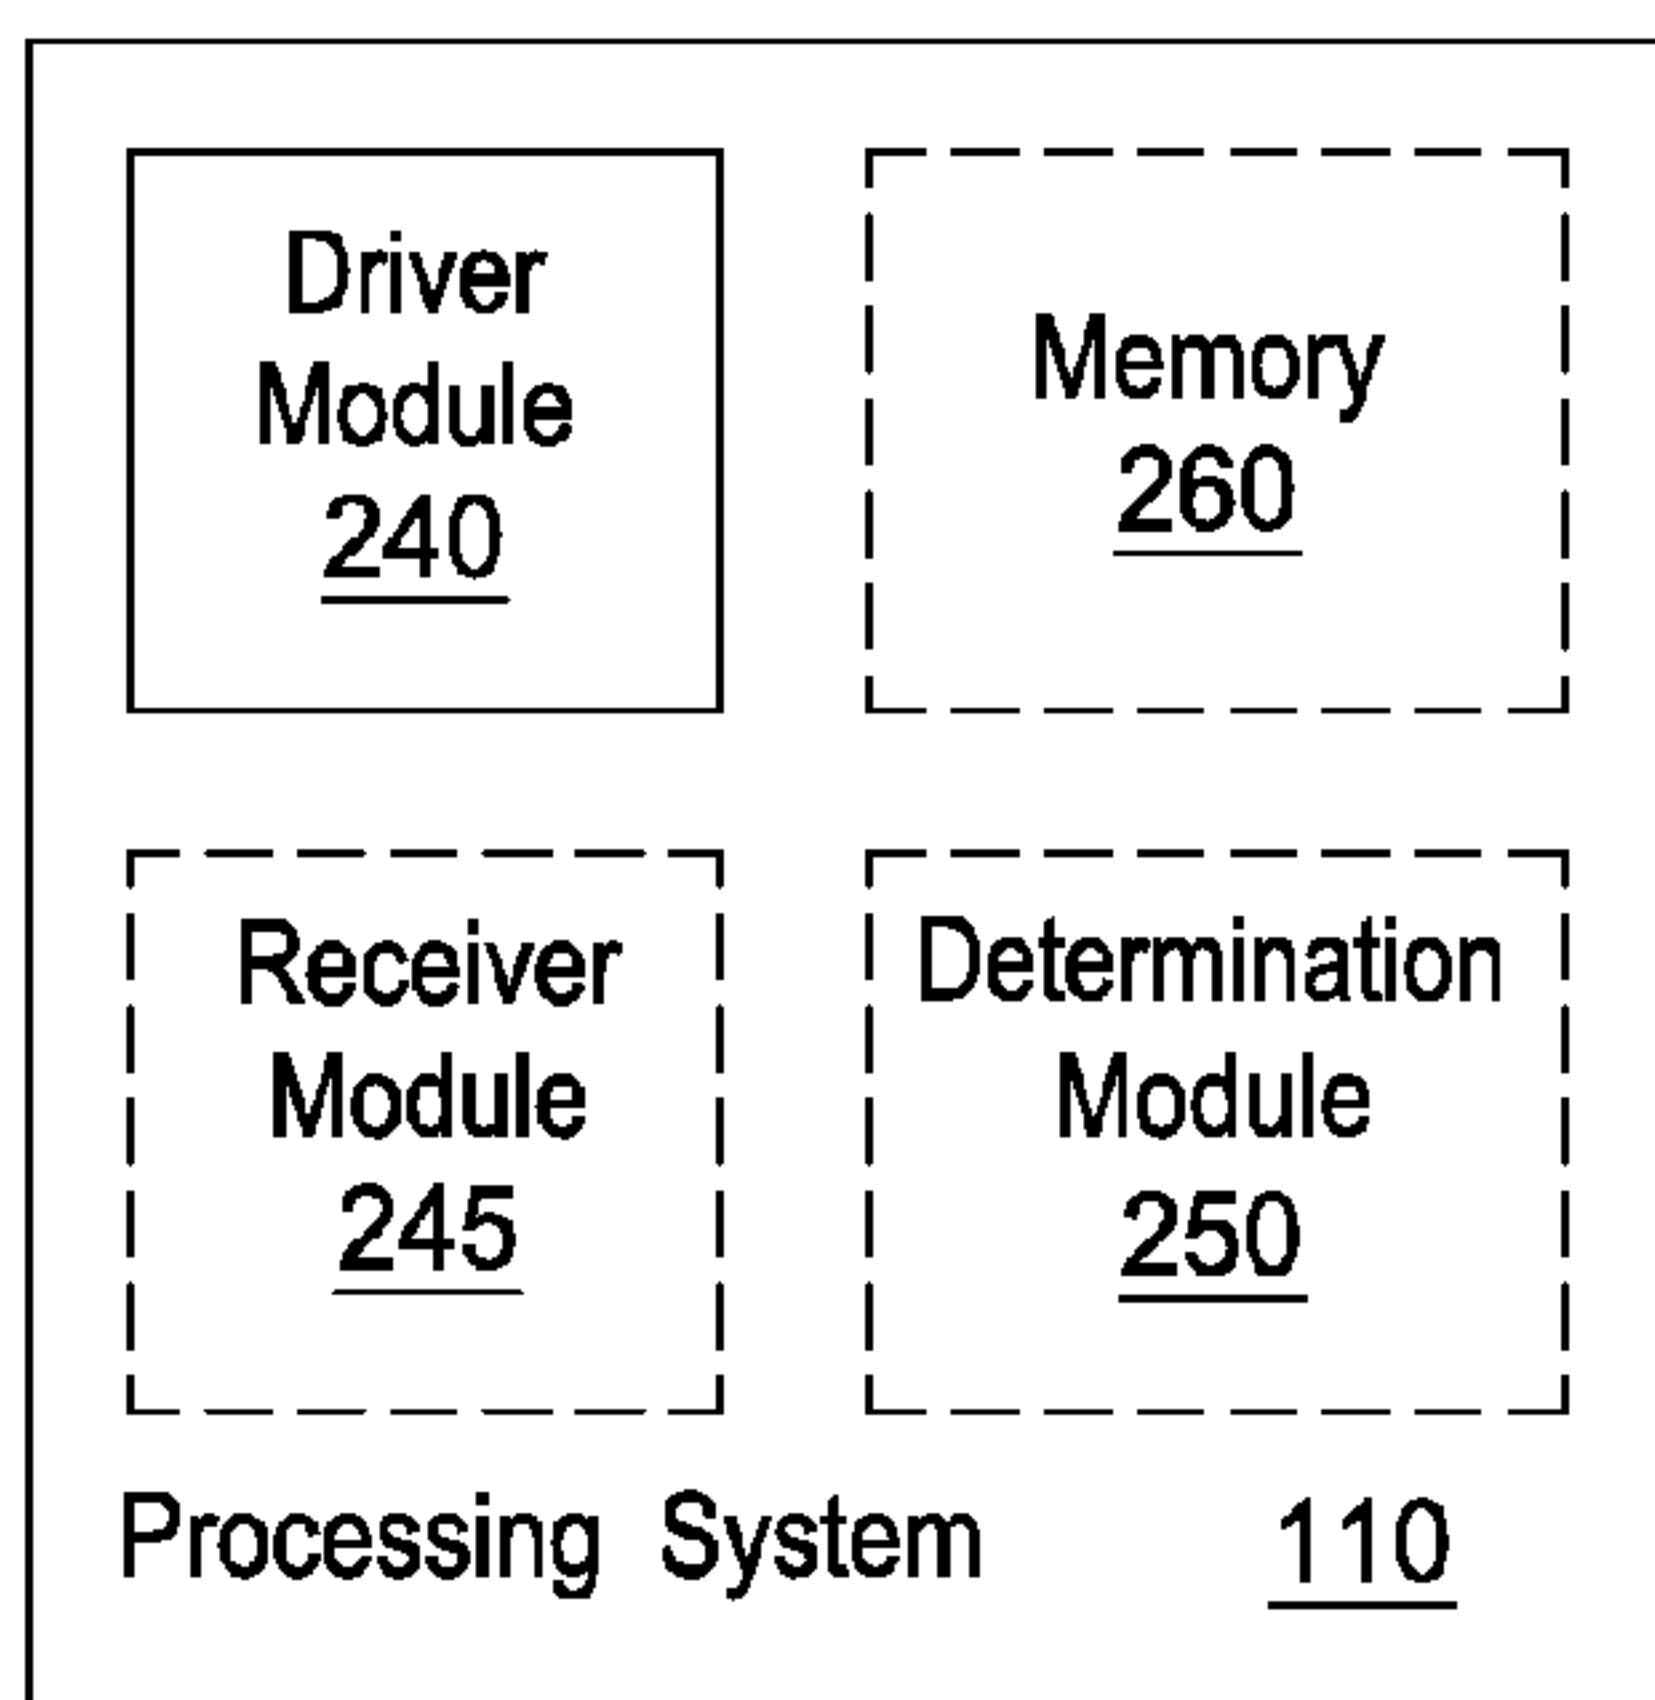 Driver
Module
240
Memory
260
Receiver
Module
245
Determination
Module
250
Processing System 110